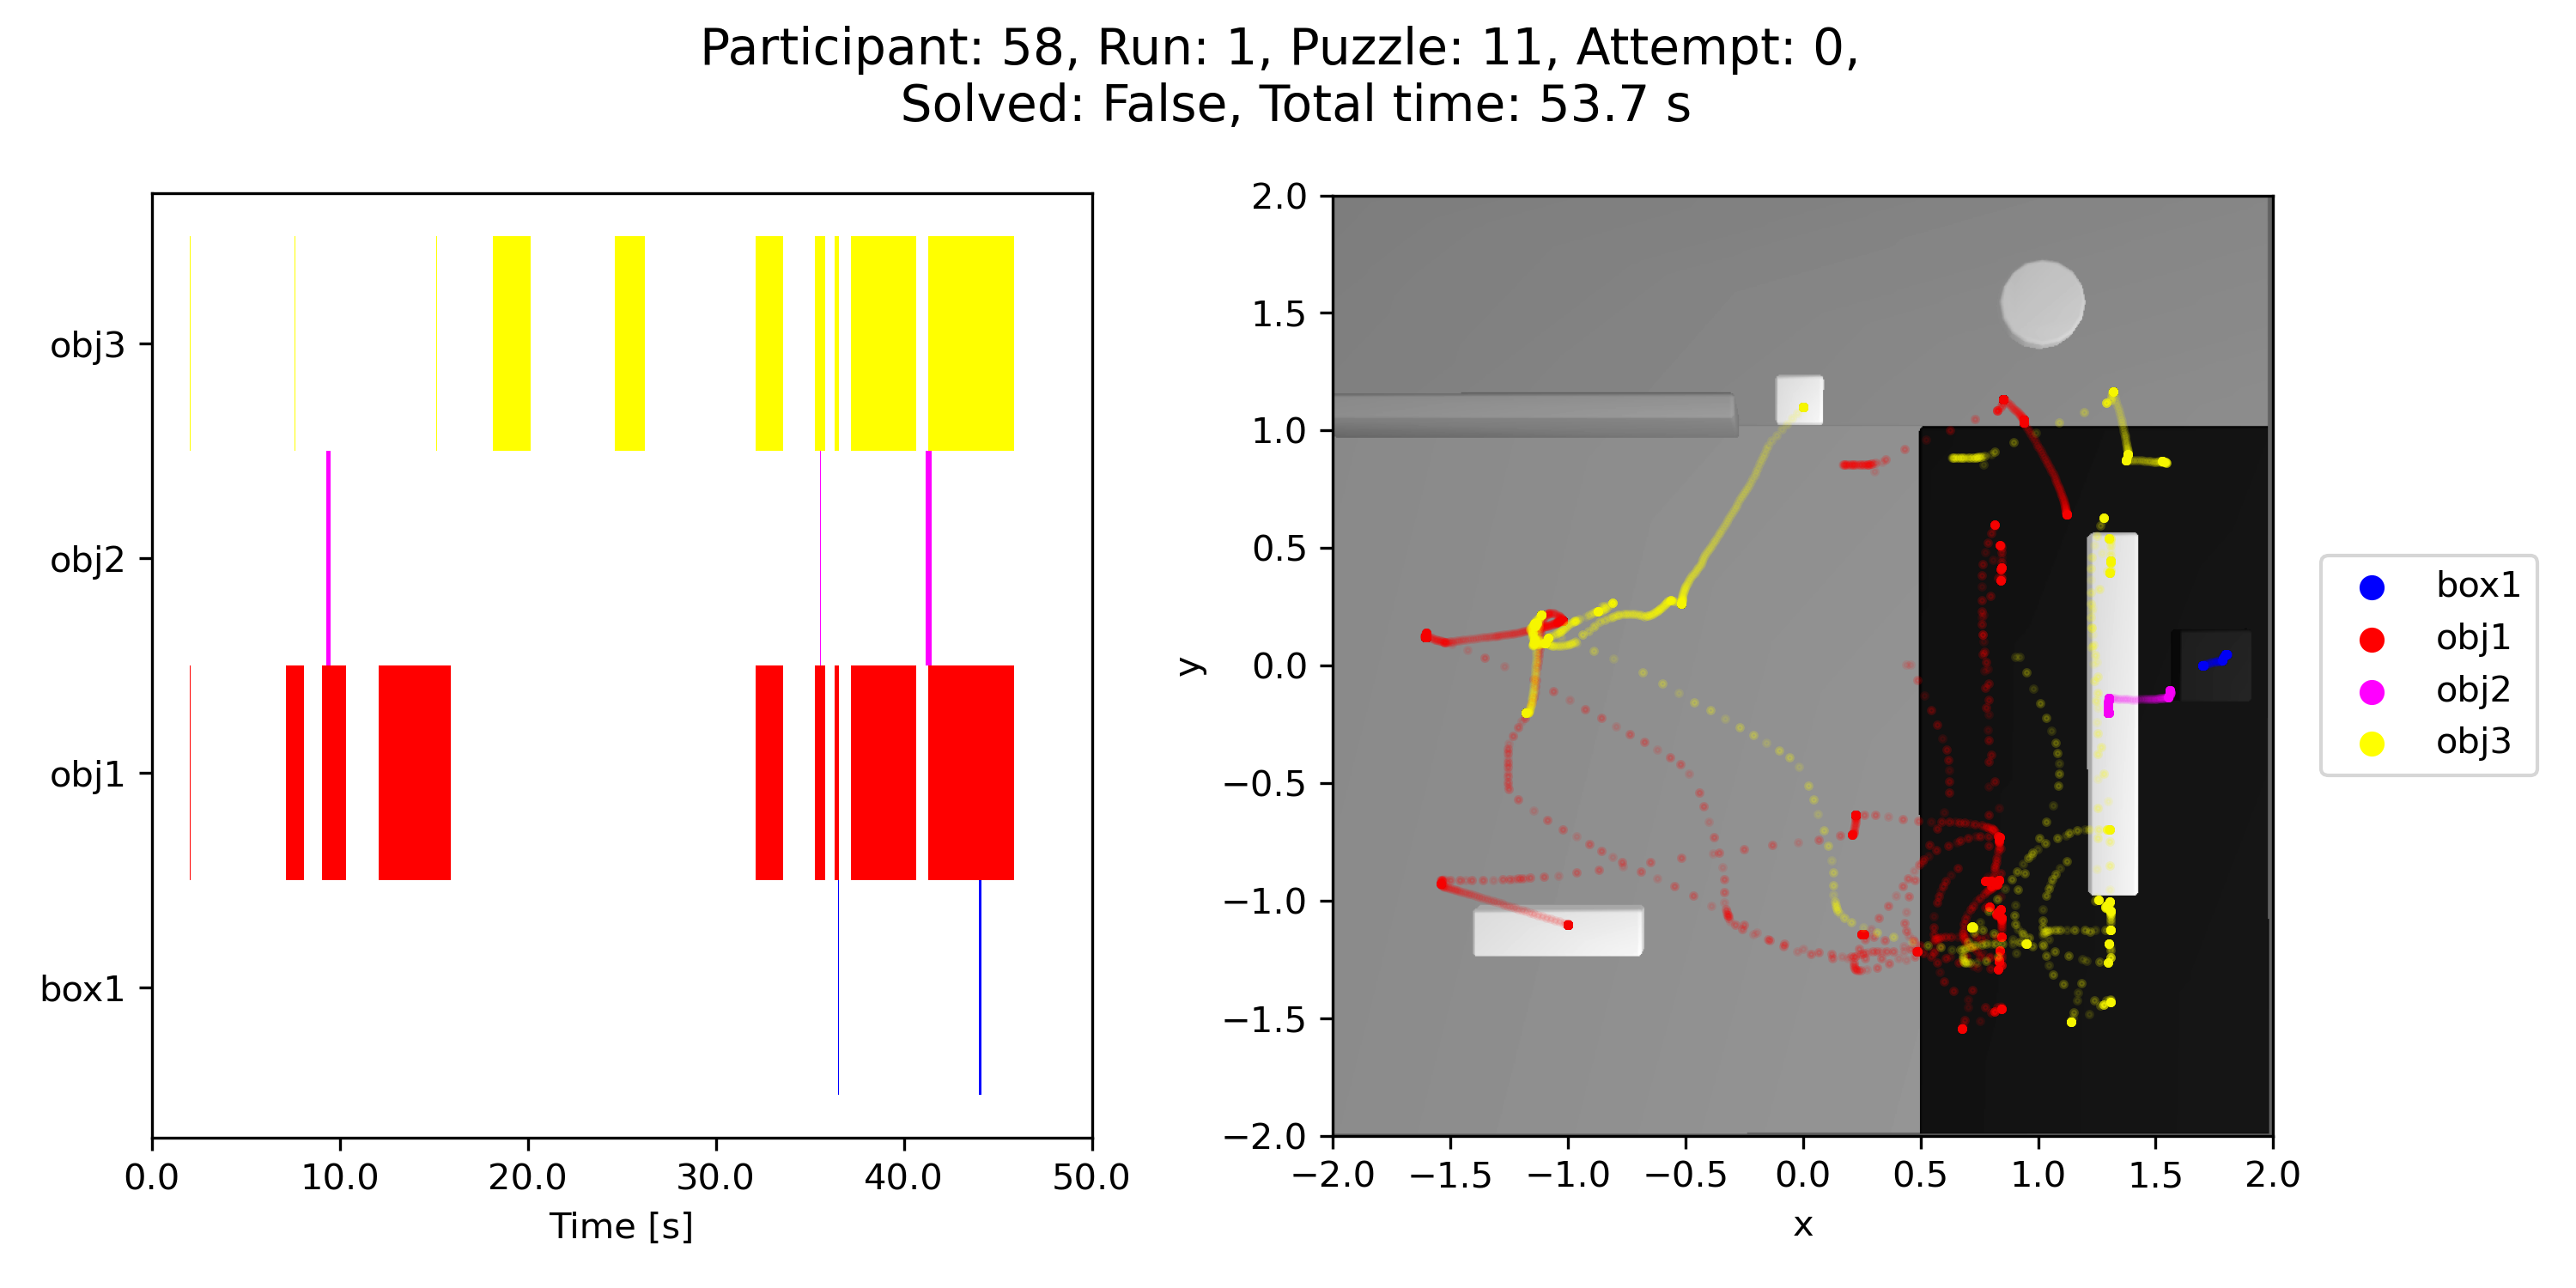 Participant: 58, Run: 1, Puzzle: 11, Attempt: 0,
Solved: False, Total time: 53.7 s
obj3
obj2
obj1
box1
0.0 10.0 20.0 30.0 40.0 50.0
Time [s]
2.0
1.5
1.0
0.5
0.0
−0.5
−1.0
−1.5
−2.0
y
−2.0 −1.5 −1.0 −0.5 0.0 0.5 1.0 1.5 2.0
x
box1
obj1
obj2
obj3